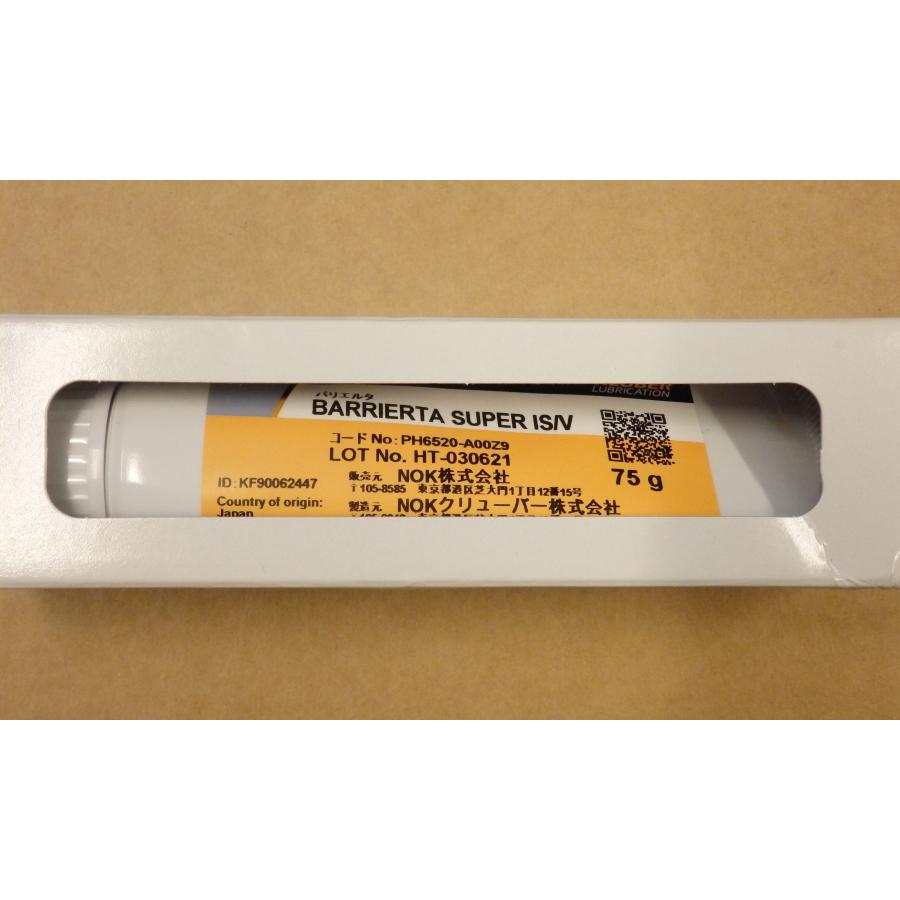 LUBRICATION
バリエルタ
BARRIERTA SUPER IS/V
コードNo:PH6520-A00Z9
LOT No. HT-030621
ID:KF90062447
販売元 NOK株式会社
75 g
〒105-8585 東京都港区芝大門1丁目12番15号
Country of origin:
Japan
製造元 NOKクリューバー株式会社